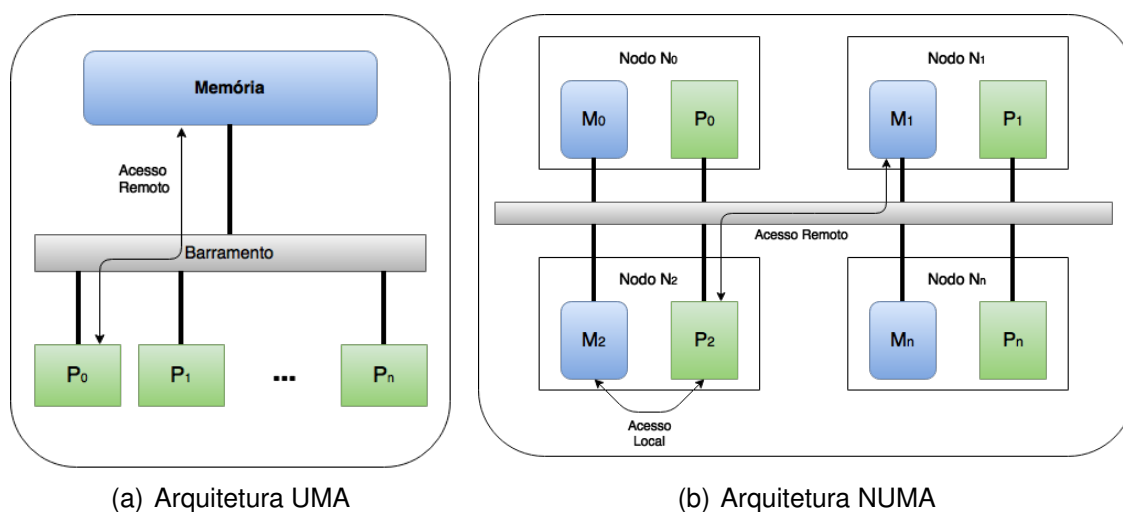 Memória
Acesso
Remoto
Barramento
P0
P1
...
Pn
(a) Arquitetura UMA
Nodo N0
M0
P0
Nodo N1
M1
P1
Acesso Remoto
Nodo N2
M2
P2
Acesso
Local
Nodo Nn
Mn
Pn
(b) Arquitetura NUMA